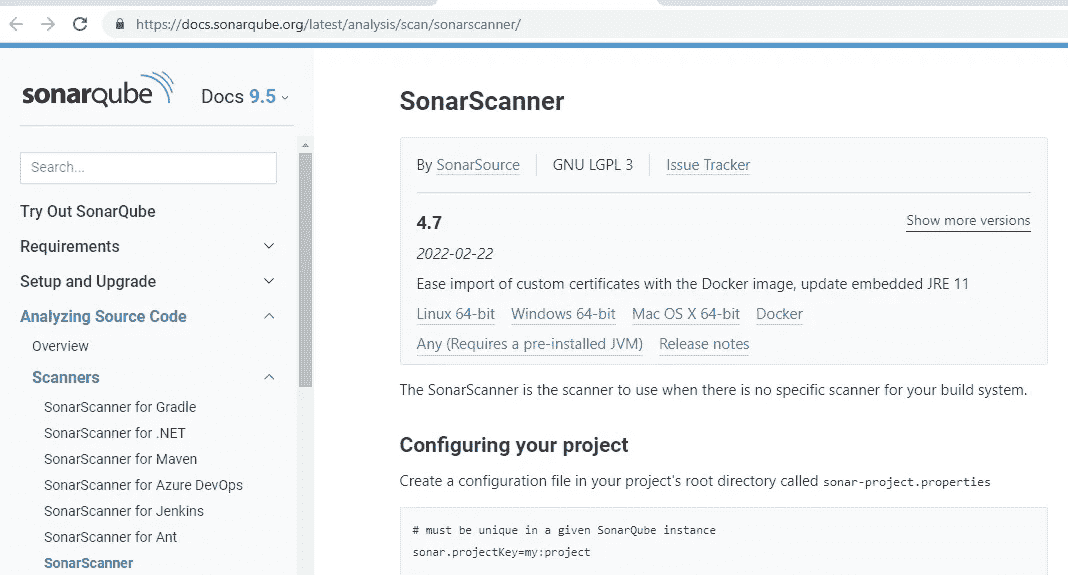 https://docs.sonarqube.org/latest/analysis/scan/sonarscanner/
sonarqube Docs 9.5
Search...
Try Out SonarQube
Requirements
Setup and Upgrade
Analyzing Source Code
Overview
Scanners
SonarScanner for Gradle
SonarScanner for .NET
SonarScanner for Maven
SonarScanner for Azure DevOps
SonarScanner for Jenkins
SonarScanner for Ant
SonarScanner
SonarScanner
By SonarSource GNU LGPL 3 Issue Tracker
4.7 Show more versions
2022-02-22
Ease import of custom certificates with the Docker image, update embedded JRE 11
Linux 64-bit Windows 64-bit Mac OS X 64-bit Docker
Any (Requires a pre-installed JVM) Release notes
The SonarScanner is the scanner to use when there is no specific scanner for your build system.
Configuring your project
Create a configuration file in your project's root directory called sonar-project.properties
# must be unique in a given SonarQube instance
sonar.projectKey=my:project